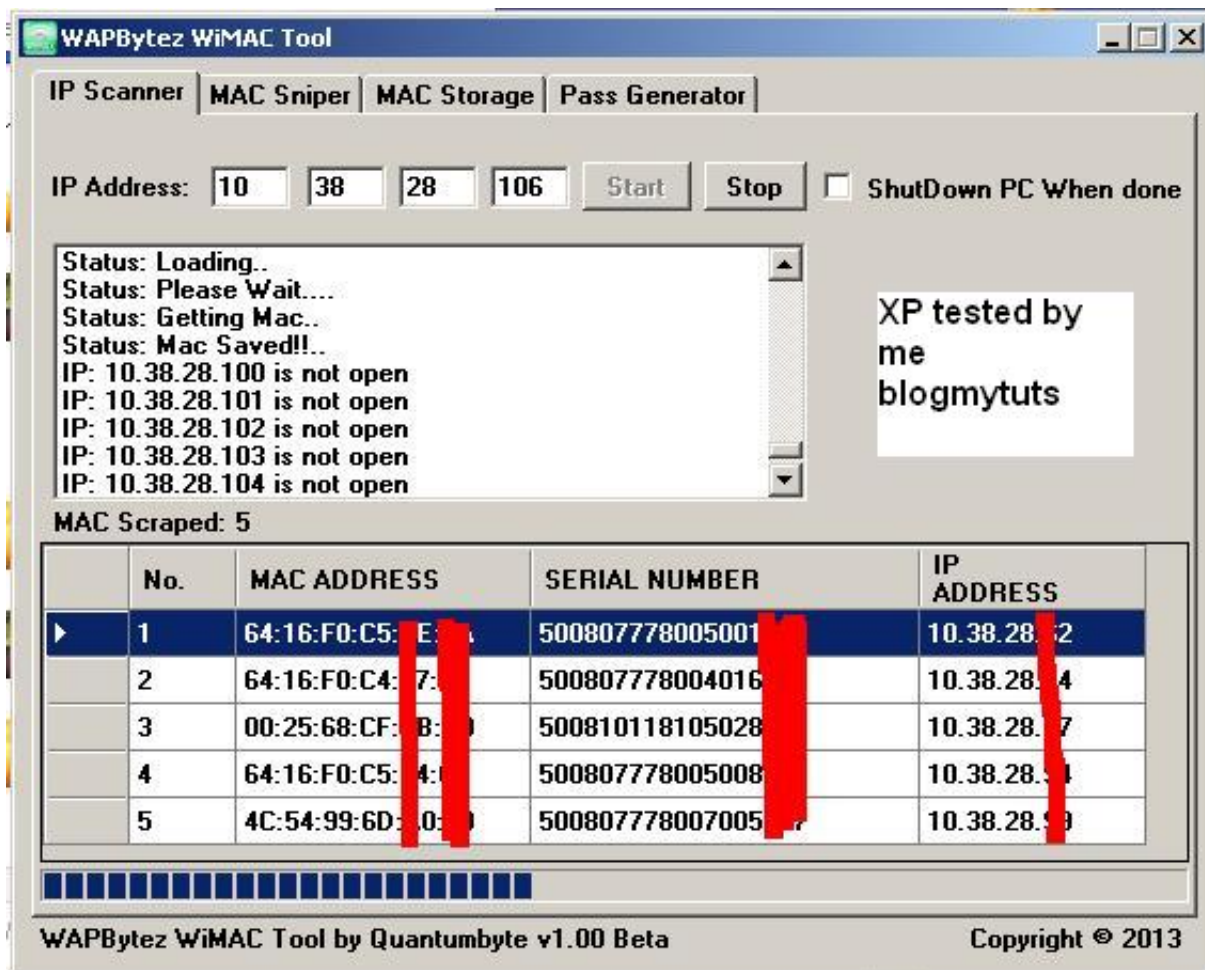 WAPBytez WiMAC Tool
IP Scanner MAC Sniper MAC Storage Pass Generator
IP Address: 10 38 28 106 Start Stop ShutDown PC When done
Status: Loading..
Status: Please Wait....
Status: Getting Mac..
Status: Mac Saved!!..
IP: 10.38.28.100 is not open
IP: 10.38.28.101 is not open
IP: 10.38.28.102 is not open
IP: 10.38.28.103 is not open
IP: 10.38.28.104 is not open
XP tested by
me
blogmytuts
MAC Scraped: 5
No. MAC ADDRESS SERIAL NUMBER IP ADDRESS
1 64:16:F0:C5: 500807778005001 10.38.28.
2 64:16:F0:C4: 500807778004016 10.38.28.
3 00:25:68:CF: 500810118105028 10.38.28.
4 64:16:F0:C5: 500807778005008 10.38.28.
5 4C:54:99:6D: 500807778007005 10.38.28.
WAPBytez WiMAC Tool by Quantumbyte v1.00 Beta Copyright © 2013